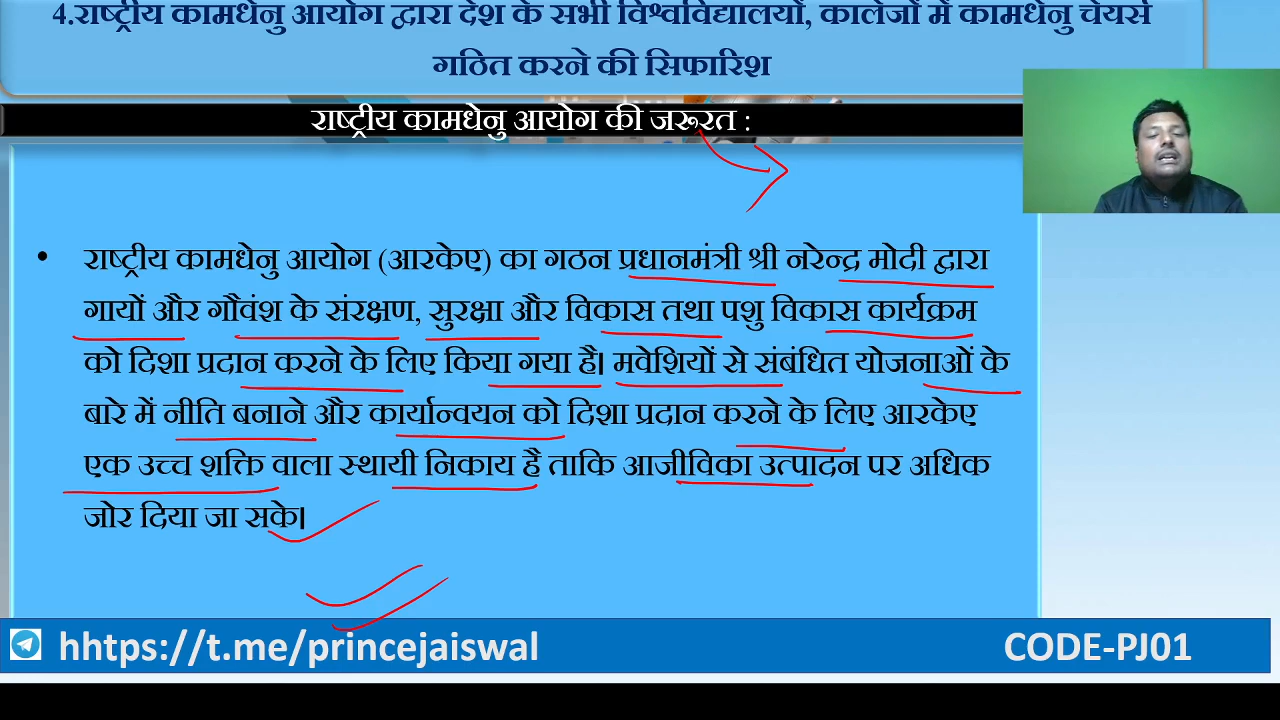 4.राष्ट्रीय कामधेनु आयोग द्वारा देश के सभी विश्वविद्यालयों, कालेजों में कामधेनु चेयर्स
गठित करने की सिफारिश
राष्ट्रीय कामधेनु आयोग की जरूरत :
• राष्ट्रीय कामधेनु आयोग (आरकेए) का गठन प्रधानमंत्री श्री नरेन्द्र मोदी द्वारा
गायों और गौवंश के संरक्षण, सुरक्षा और विकास तथा पशु विकास कार्यक्रम
को दिशा प्रदान करने के लिए किया गया है। मवेशियों से संबंधित योजनाओं के
बारे में नीति बनाने और कार्यान्वयन को दिशा प्रदान करने के लिए आरकेए
एक उच्च शक्ति वाला स्थायी निकाय है ताकि आजीविका उत्पादन पर अधिक
जोर दिया जा सके।
hhtps://t.me/princejaiswal
CODE-PJ01